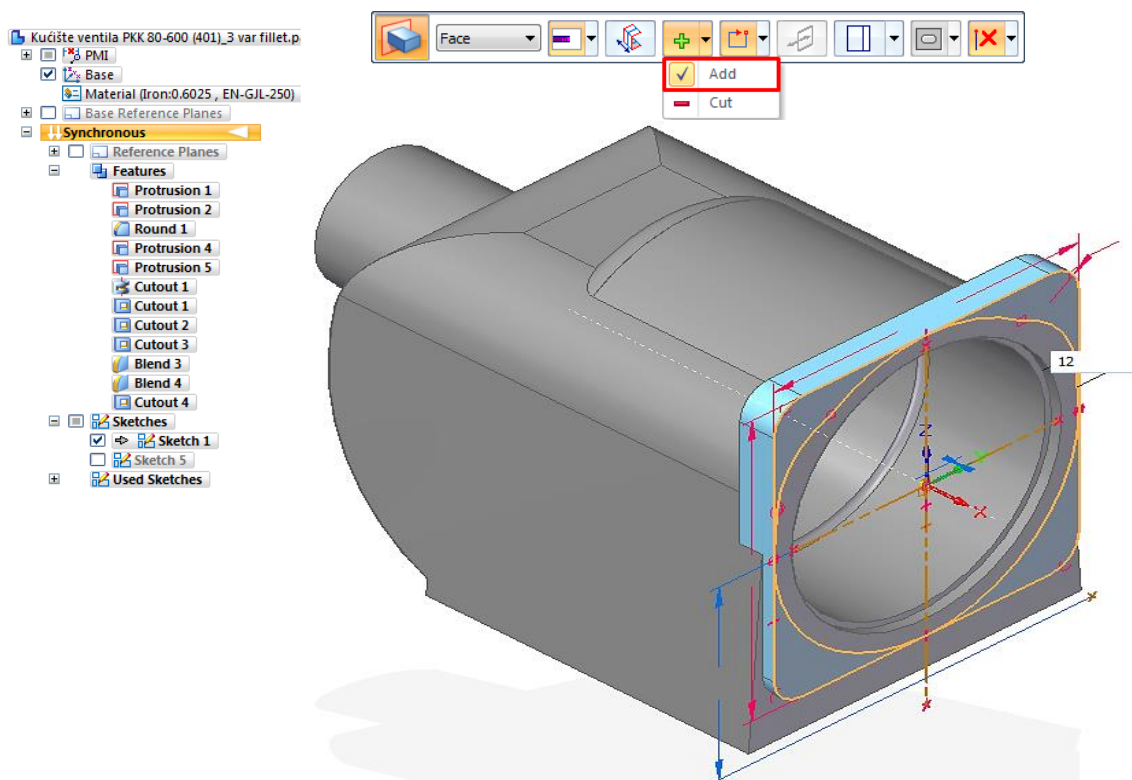 Kućište ventila PKK 80-600 (401)_3 var fillet.p
PMI
Base
Material (Iron:0.6025 , EN-GJL-250)
Base Reference Planes
Synchronous
Reference Planes
Features
Protrusion 1
Protrusion 2
Round 1
Protrusion 4
Protrusion 5
Cutout 1
Cutout 1
Cutout 2
Cutout 3
Blend 3
Blend 4
Cutout 4
Sketches
Sketch 1
Sketch 5
Used Sketches
Face
Add
Cut
12
Z
Y
X